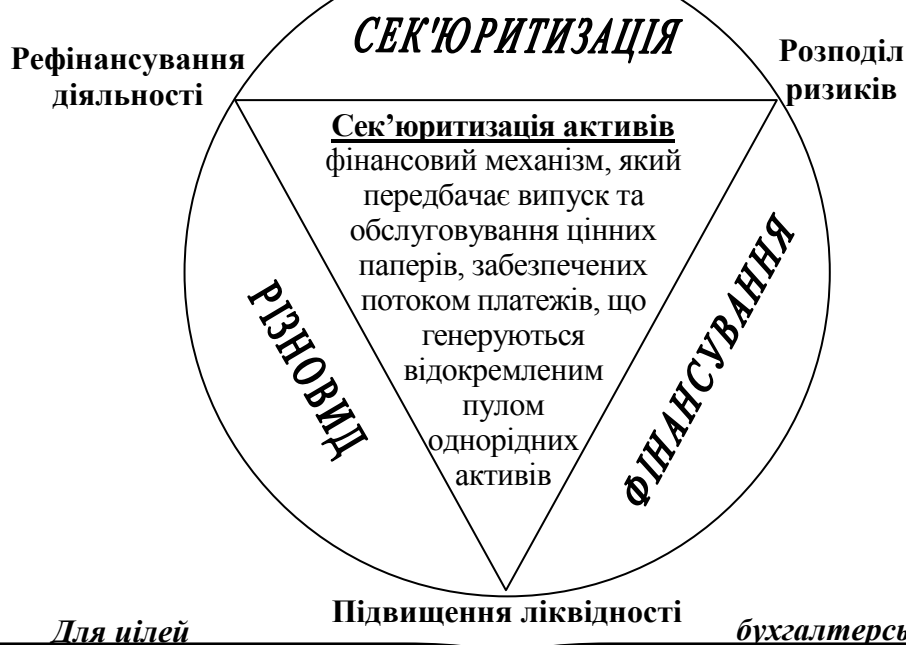 СЕК'ЮРИТИЗАЦІЯ
Рефінансування
діяльності
Розподіл
ризиків
Сек’юритизація активів
фінансовий механізм, який
передбачає випуск та
обслуговування цінних
паперів, забезпечених
потоком платежів, що
генеруються
відокремленим
пулом
однорідних
активів
РІЗНОВИД
ФІНАНСУВАННЯ
Підвищення ліквідності
Для цілей